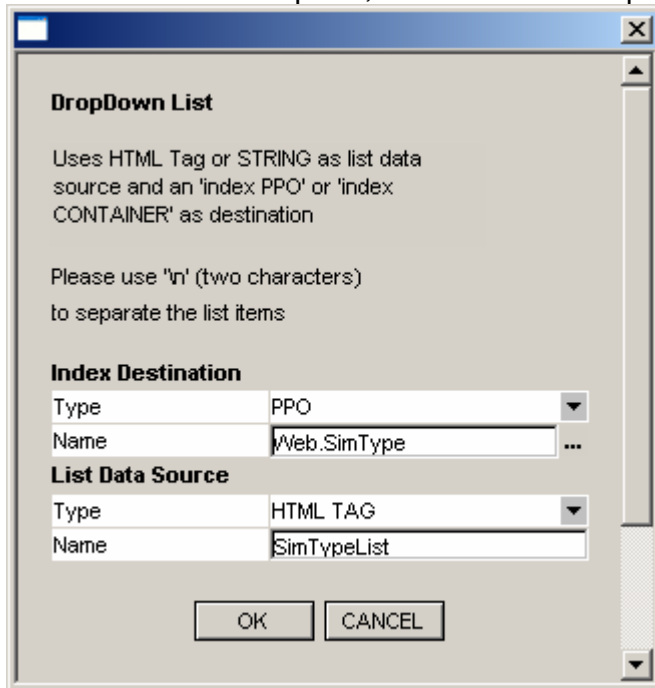 DropDown List
Uses HTML Tag or STRING as list data
source and an 'index PPO' or 'index
CONTAINER' as destination
Please use '\n' (two characters)
to separate the list items
Index Destination
Type PPO
Name Web.SimType ...
List Data Source
Type HTML TAG
Name SimTypeList
OK CANCEL